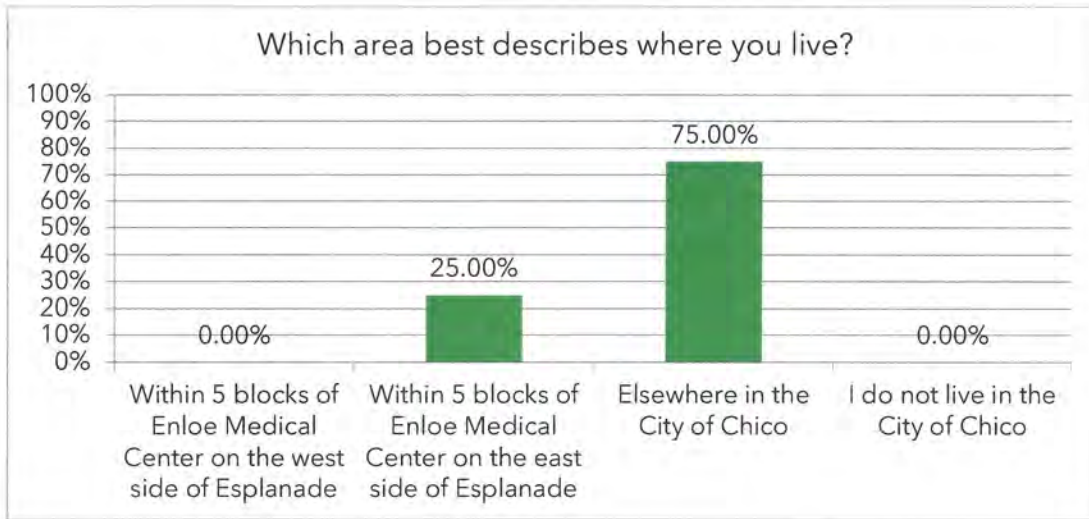 Which area best describes where you live?
100%
90%
80%
70%
60%
50%
40%
30%
20%
10%
0%
0.00%
25.00%
75.00%
0.00%
Within 5 blocks of
Enloe Medical
Center on the west
side of Esplanade
Within 5 blocks of
Enloe Medical
Center on the east
side of Esplanade
Elsewhere in the
City of Chico
I do not live in the
City of Chico